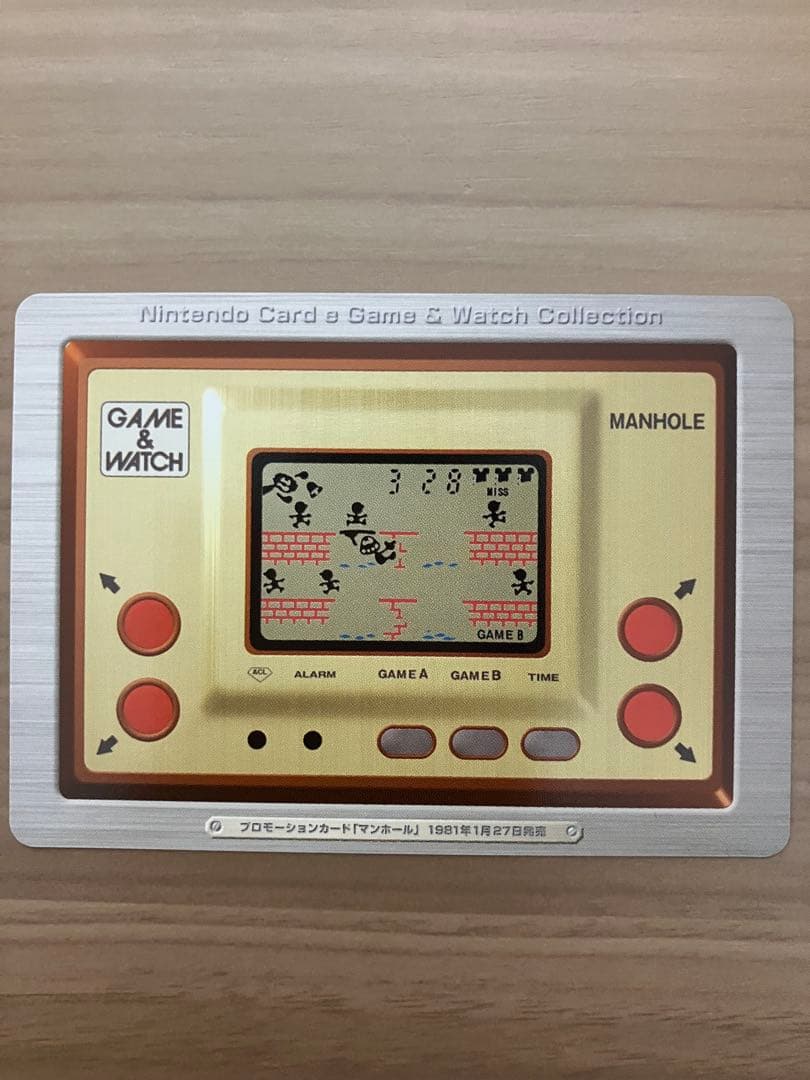 Nintendo Card e Game & Watch Collection
GAME
&
WATCH
MANHOLE
3 28
MISS
GAME B
ACL
ALARM
GAME A
GAME B
TIME
プロモーションカード「マンホール」 1981年1月27日発売